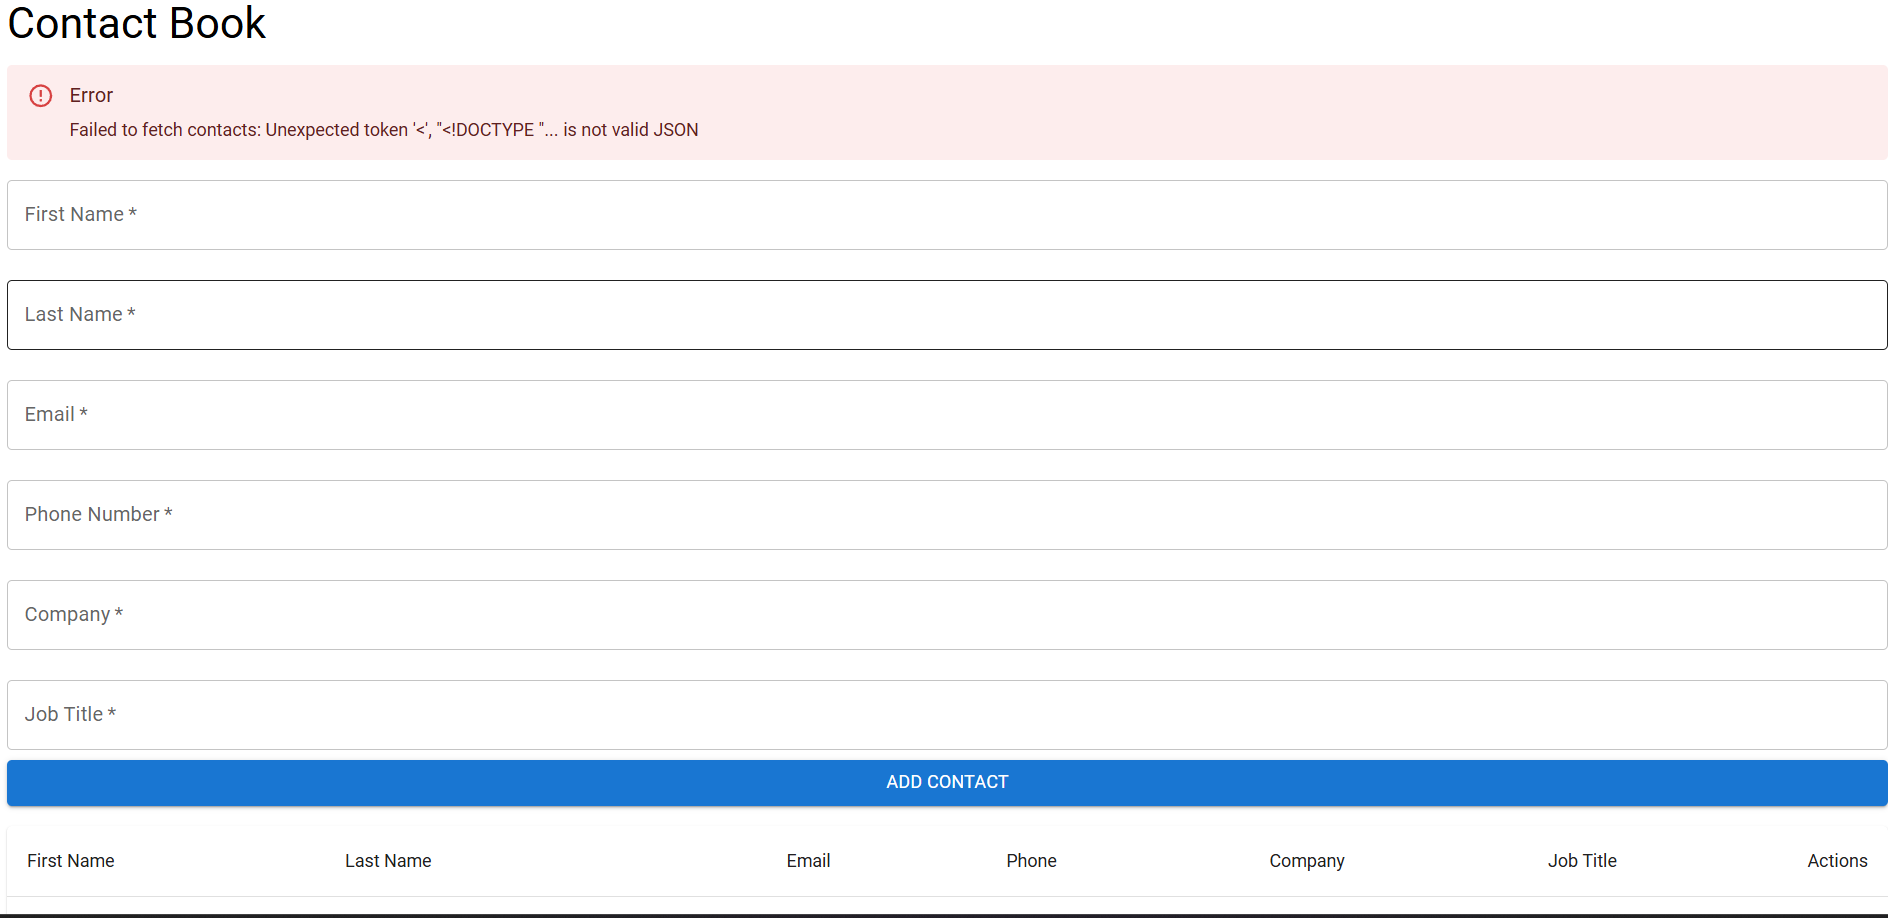 Contact Book
Error
Failed to fetch contacts: Unexpected token '<', "<!DOCTYPE "... is not valid JSON
First Name *
Last Name *
Email *
Phone Number *
Company *
Job Title *
ADD CONTACT
First Name Last Name Email Phone Company Job Title Actions